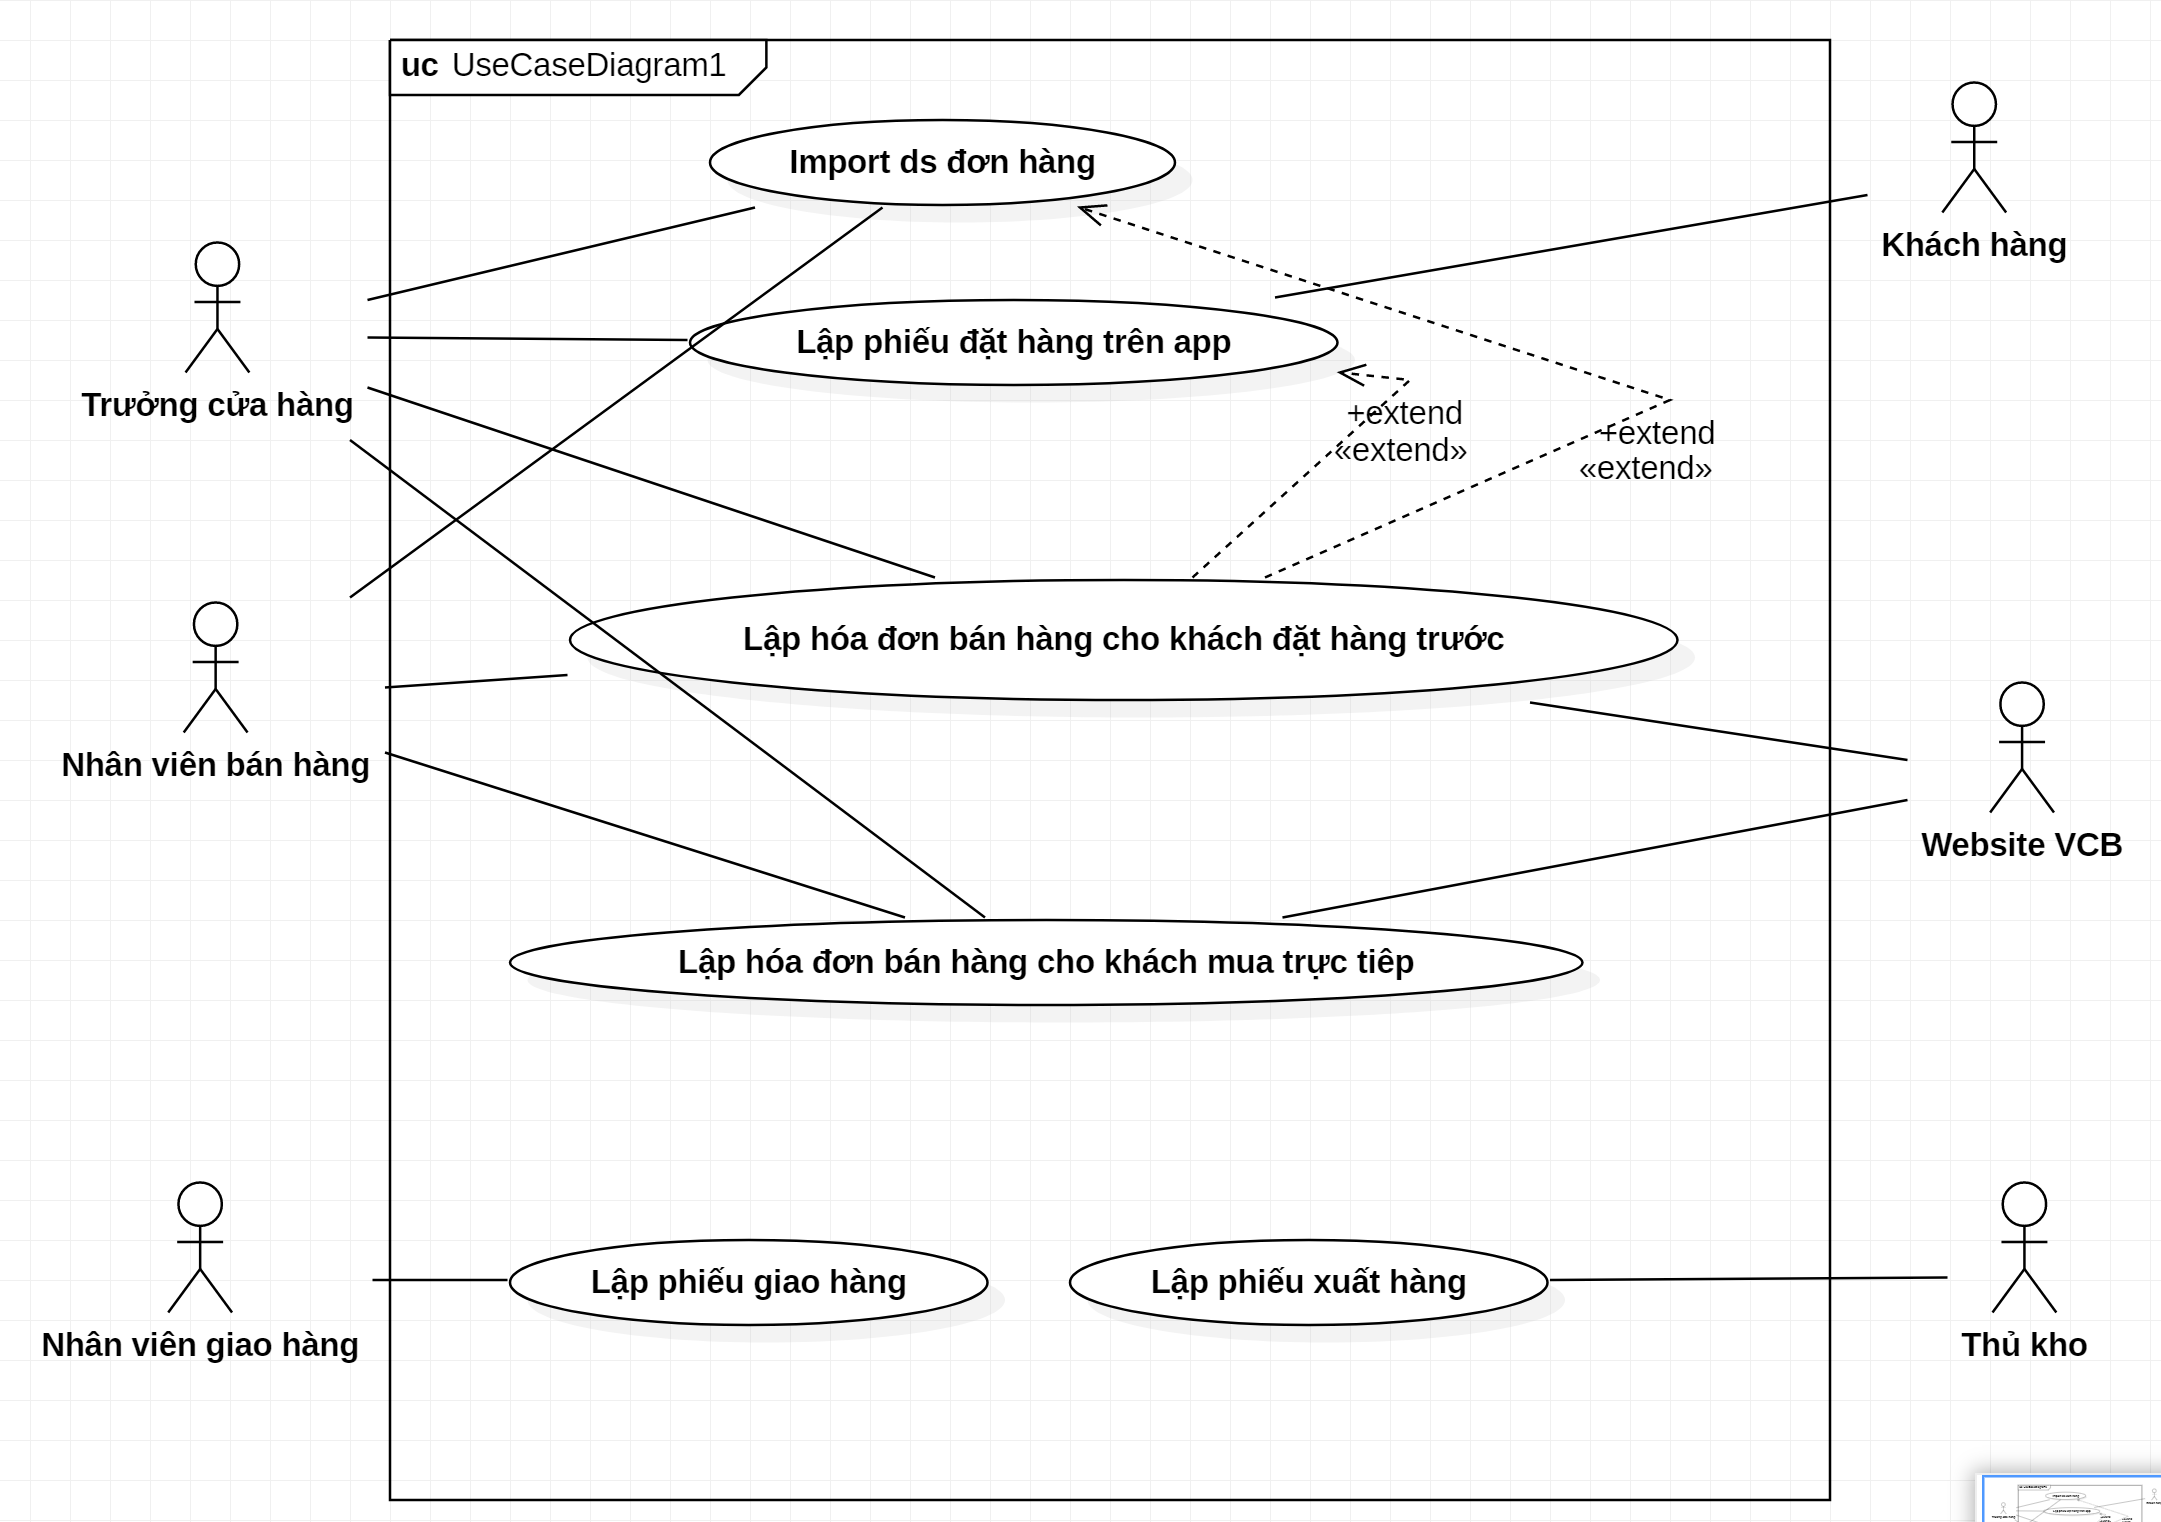 uc UseCaseDiagram1
Import ds đơn hàng
Khách hàng
Lập phiếu đặt hàng trên app
Trưởng cửa hàng
+extend
«extend»
+extend
«extend»
Lập hóa đơn bán hàng cho khách đặt hàng trước
Nhân viên bán hàng
Website VCB
Lập hóa đơn bán hàng cho khách mua trực tiêp
Lập phiếu giao hàng
Lập phiếu xuất hàng
Nhân viên giao hàng
Thủ kho